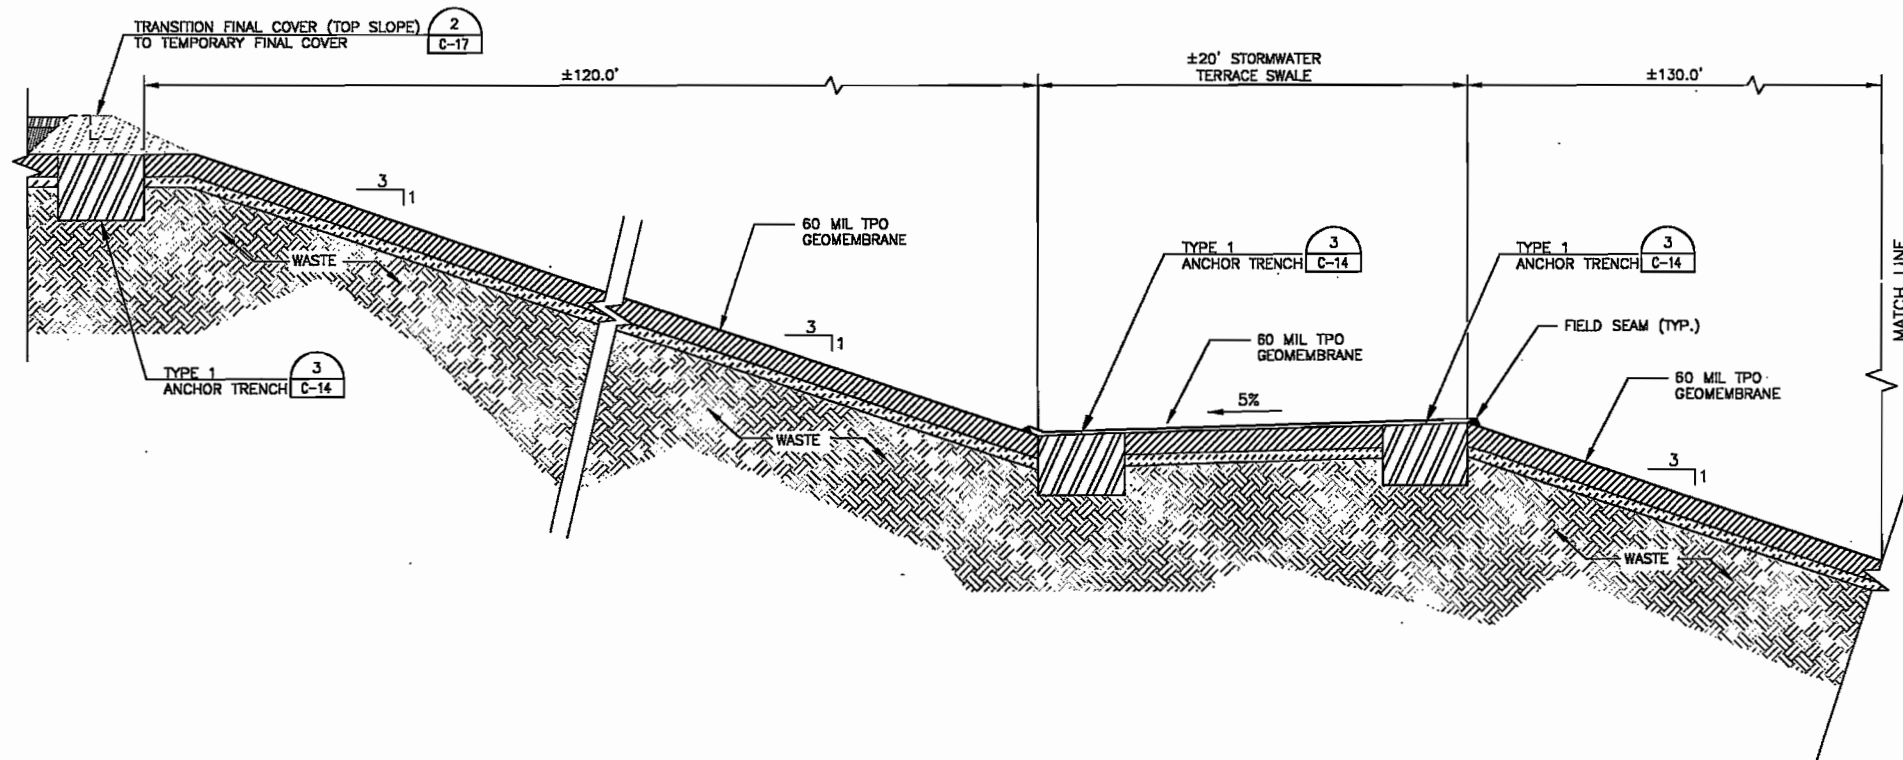 TRANSITION FINAL COVER (TOP SLOPE)
TO TEMPORARY FINAL COVER
2
C-17
±120.0'
±20' STORMWATER
TERRACE SWALE
±130.0'
3
1
60 MIL TPO
GEOMEMBRANE
WASTE
TYPE 1
ANCHOR TRENCH
3
C-14
TYPE 1
ANCHOR TRENCH
3
C-14
MATCH LINE
3
1
60 MIL TPO
GEOMEMBRANE
FIELD SEAM (TYP.)
TYPE 1
ANCHOR TRENCH
3
C-14
5%
60 MIL TPO
GEOMEMBRANE
WASTE
3
1
WASTE